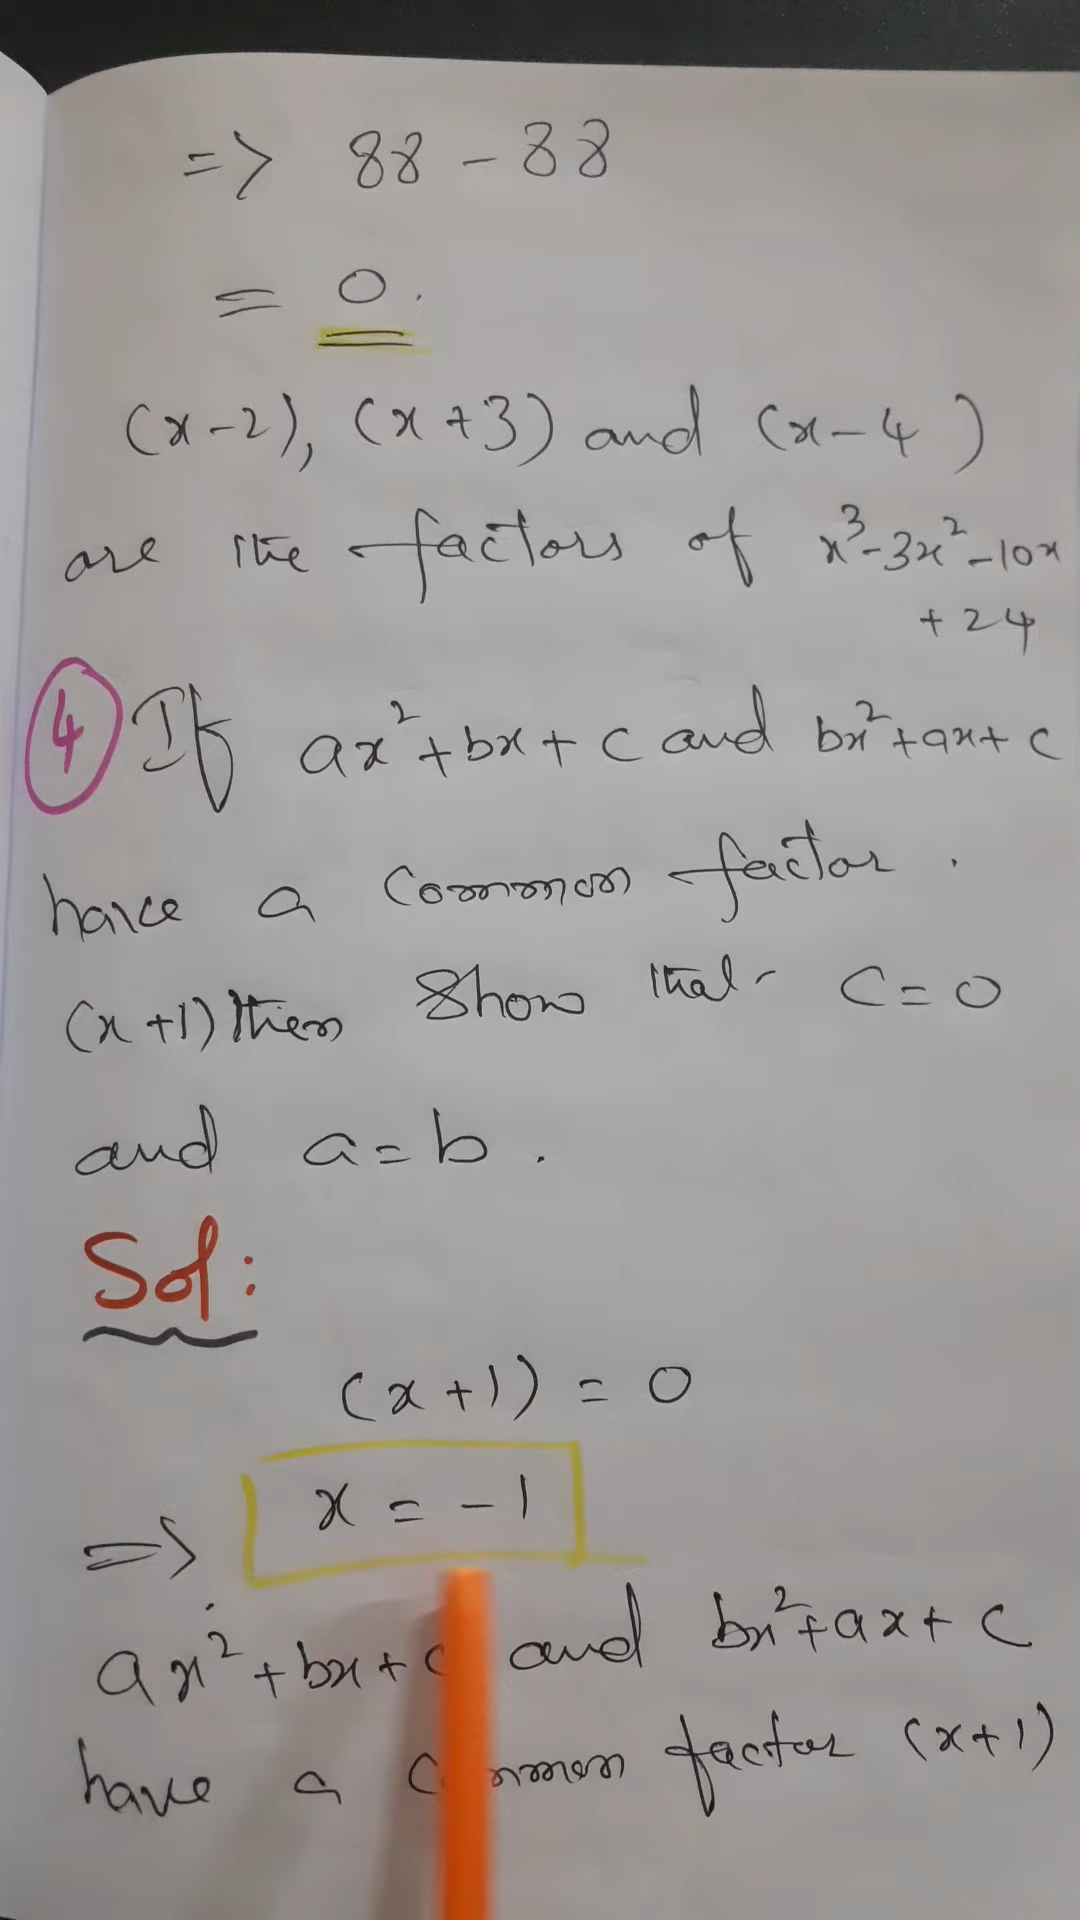 => 88 - 88
= 0.
(x-2), (x+3) and (x-4)
are the factors of x³-3x²-10x
+24
4 If ax²+bx+c and bx²+ax+c
have a common factor.
(x+1) then show that c=0
and a=b.
Sol:
(x+1) = 0
=> x = -1
ax²+bx+c and bx²+ax+c
have a common factor (x+1)